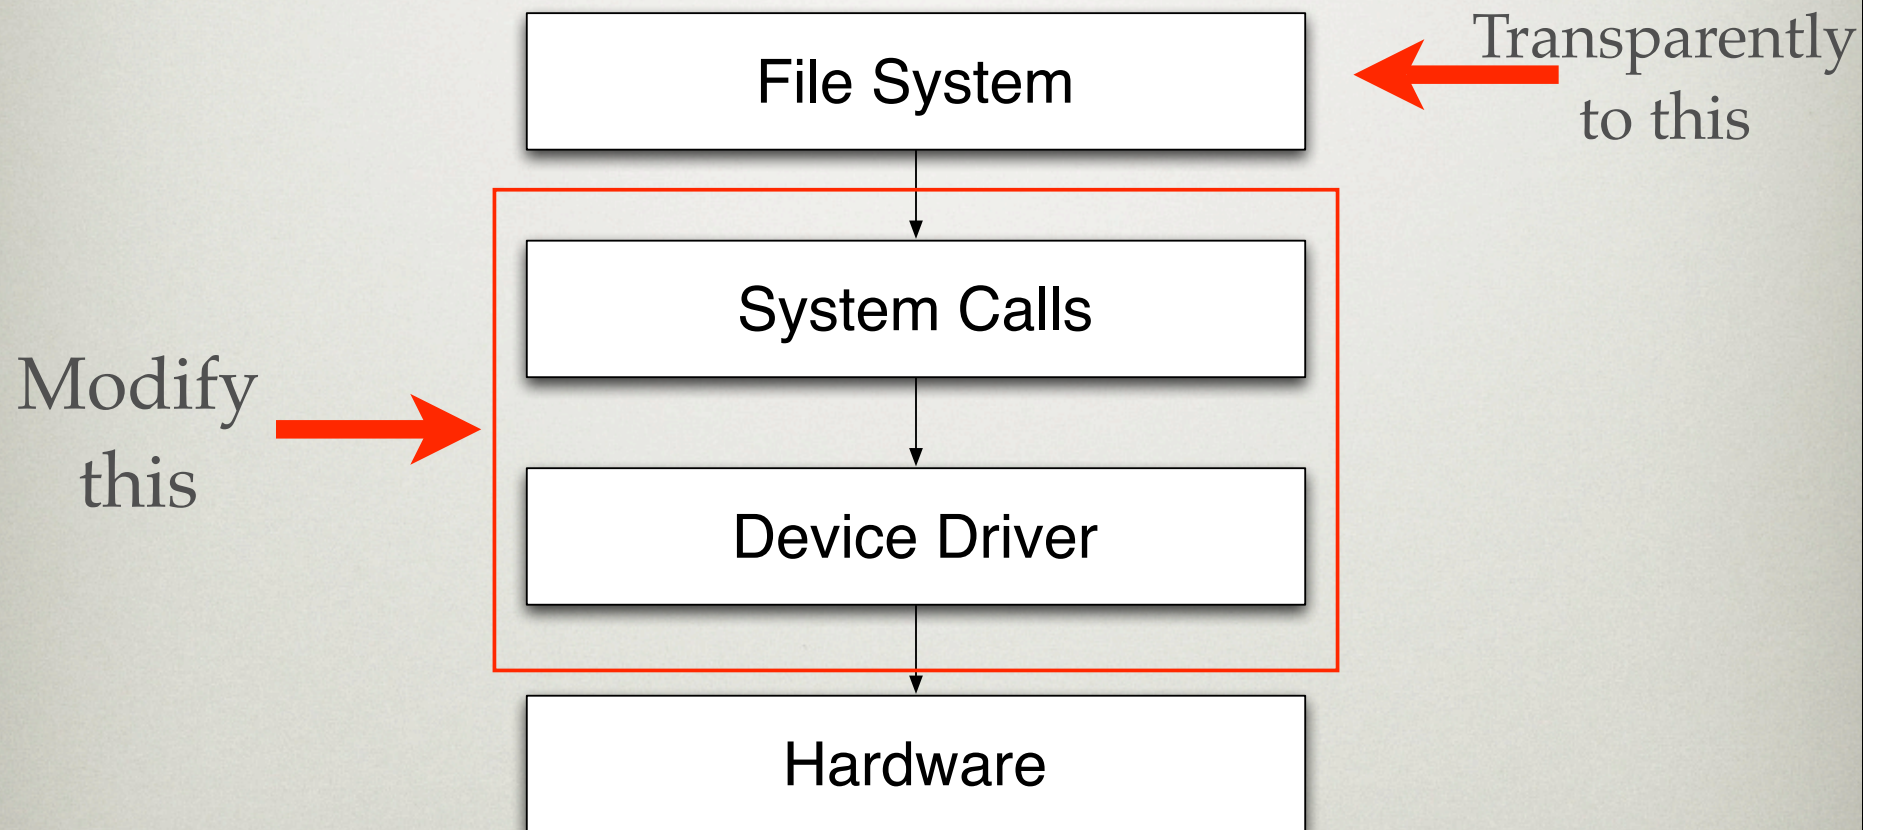 File System
Transparently
to this
System Calls
Modify
this
Device Driver
Hardware